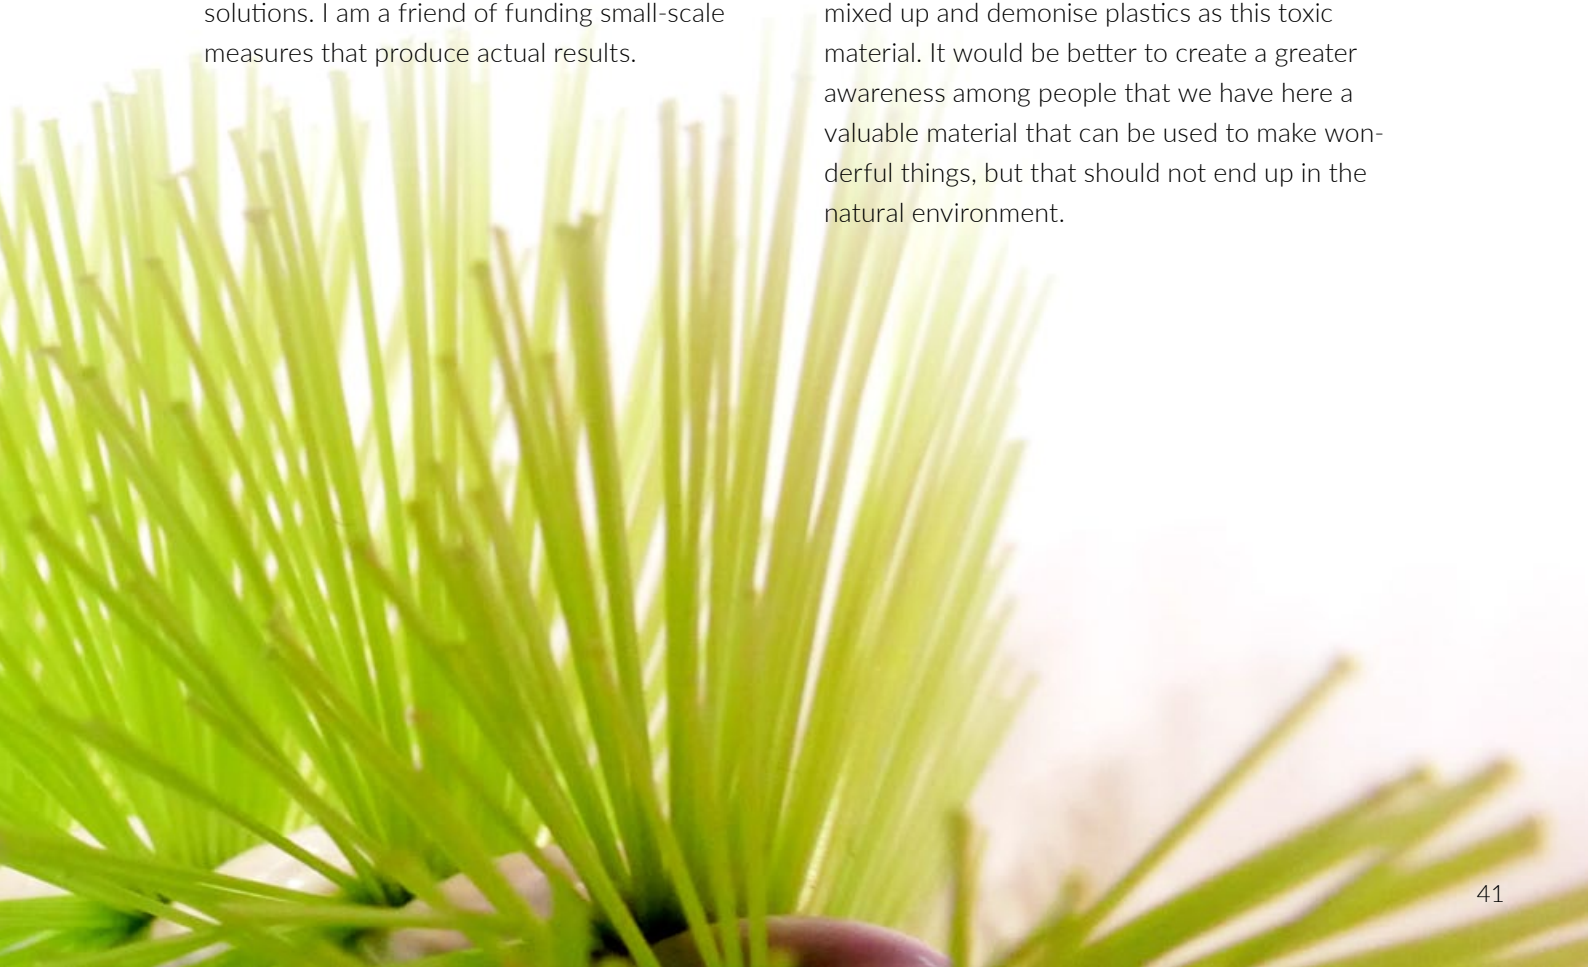 solutions. I am a friend of funding small-scale
measures that produce actual results.
mixed up and demonise plastics as this toxic
material. It would be better to create a greater
awareness among people that we have here a
valuable material that can be used to make won-
derful things, but that should not end up in the
natural environment.
41